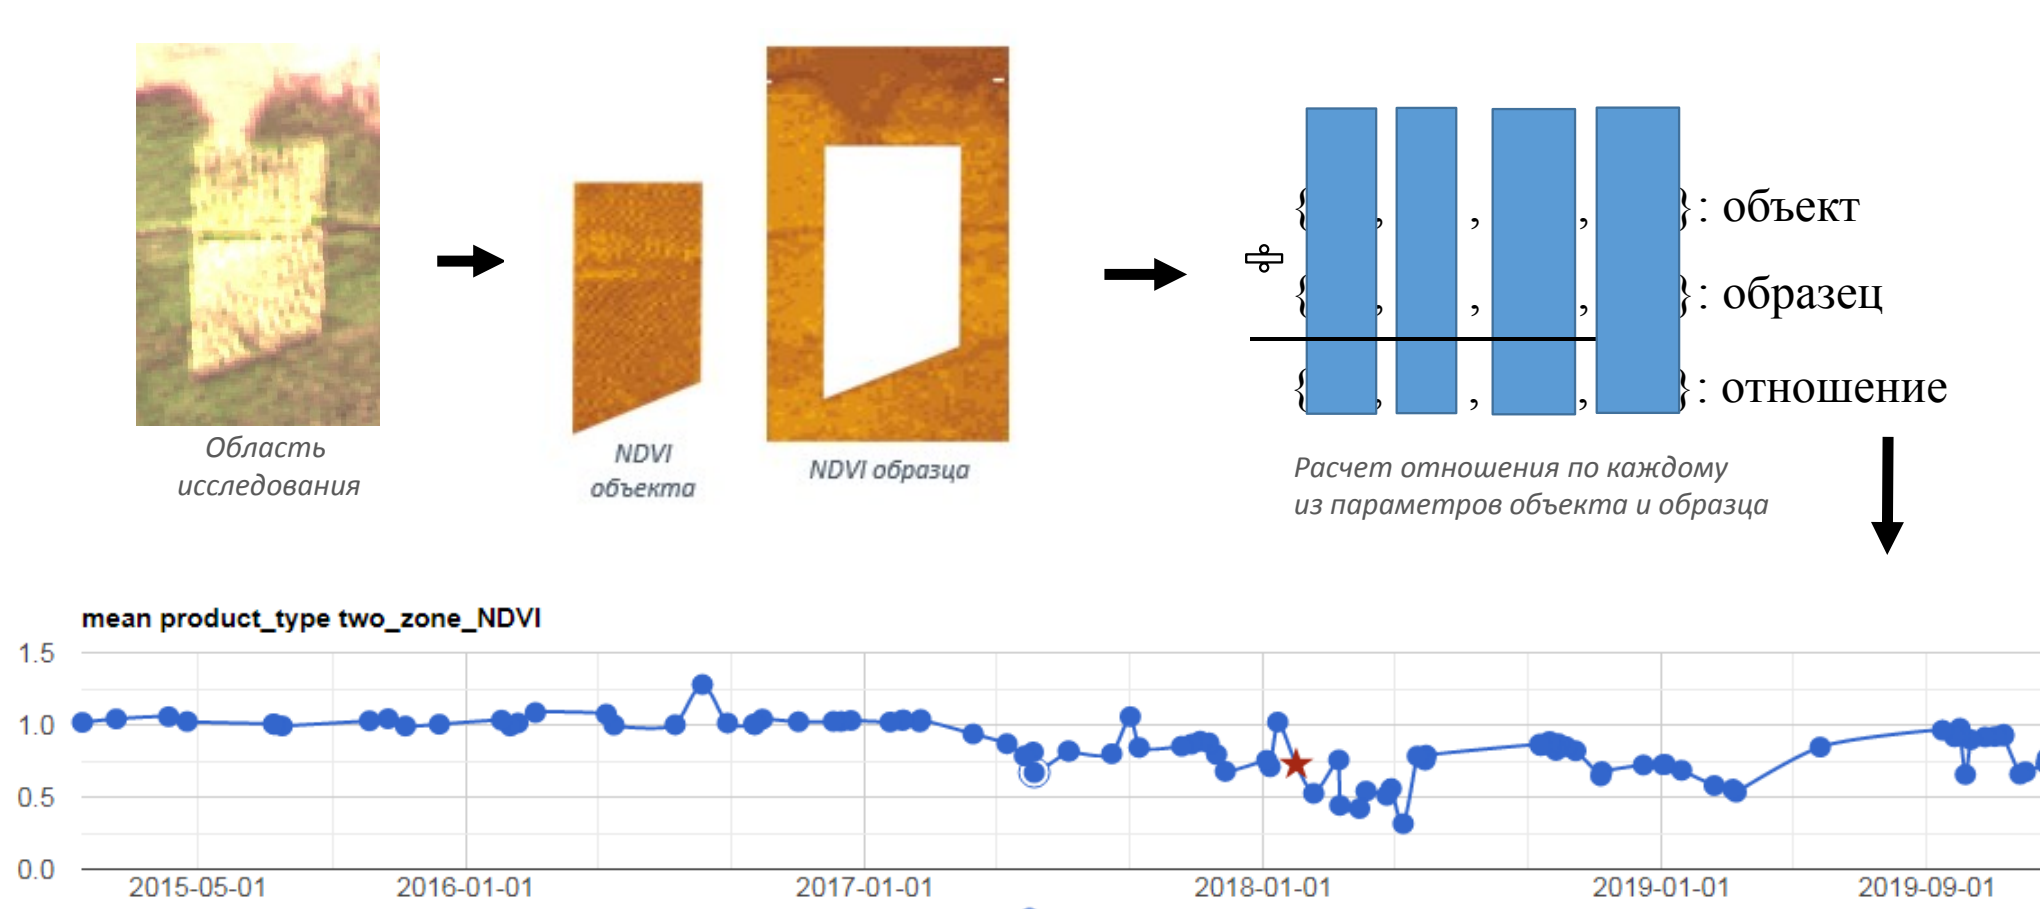 Область
исследования
NDVI
объекта
NDVI образца
÷
{ , , , }: объект
{ , , , }: образец
{ , , , }: отношение
Расчет отношения по каждому
из параметров объекта и образца
mean product_type two_zone_NDVI
1.5
1.0
0.5
0.0
2015-05-01 2016-01-01 2017-01-01 2018-01-01 2019-01-01 2019-09-01